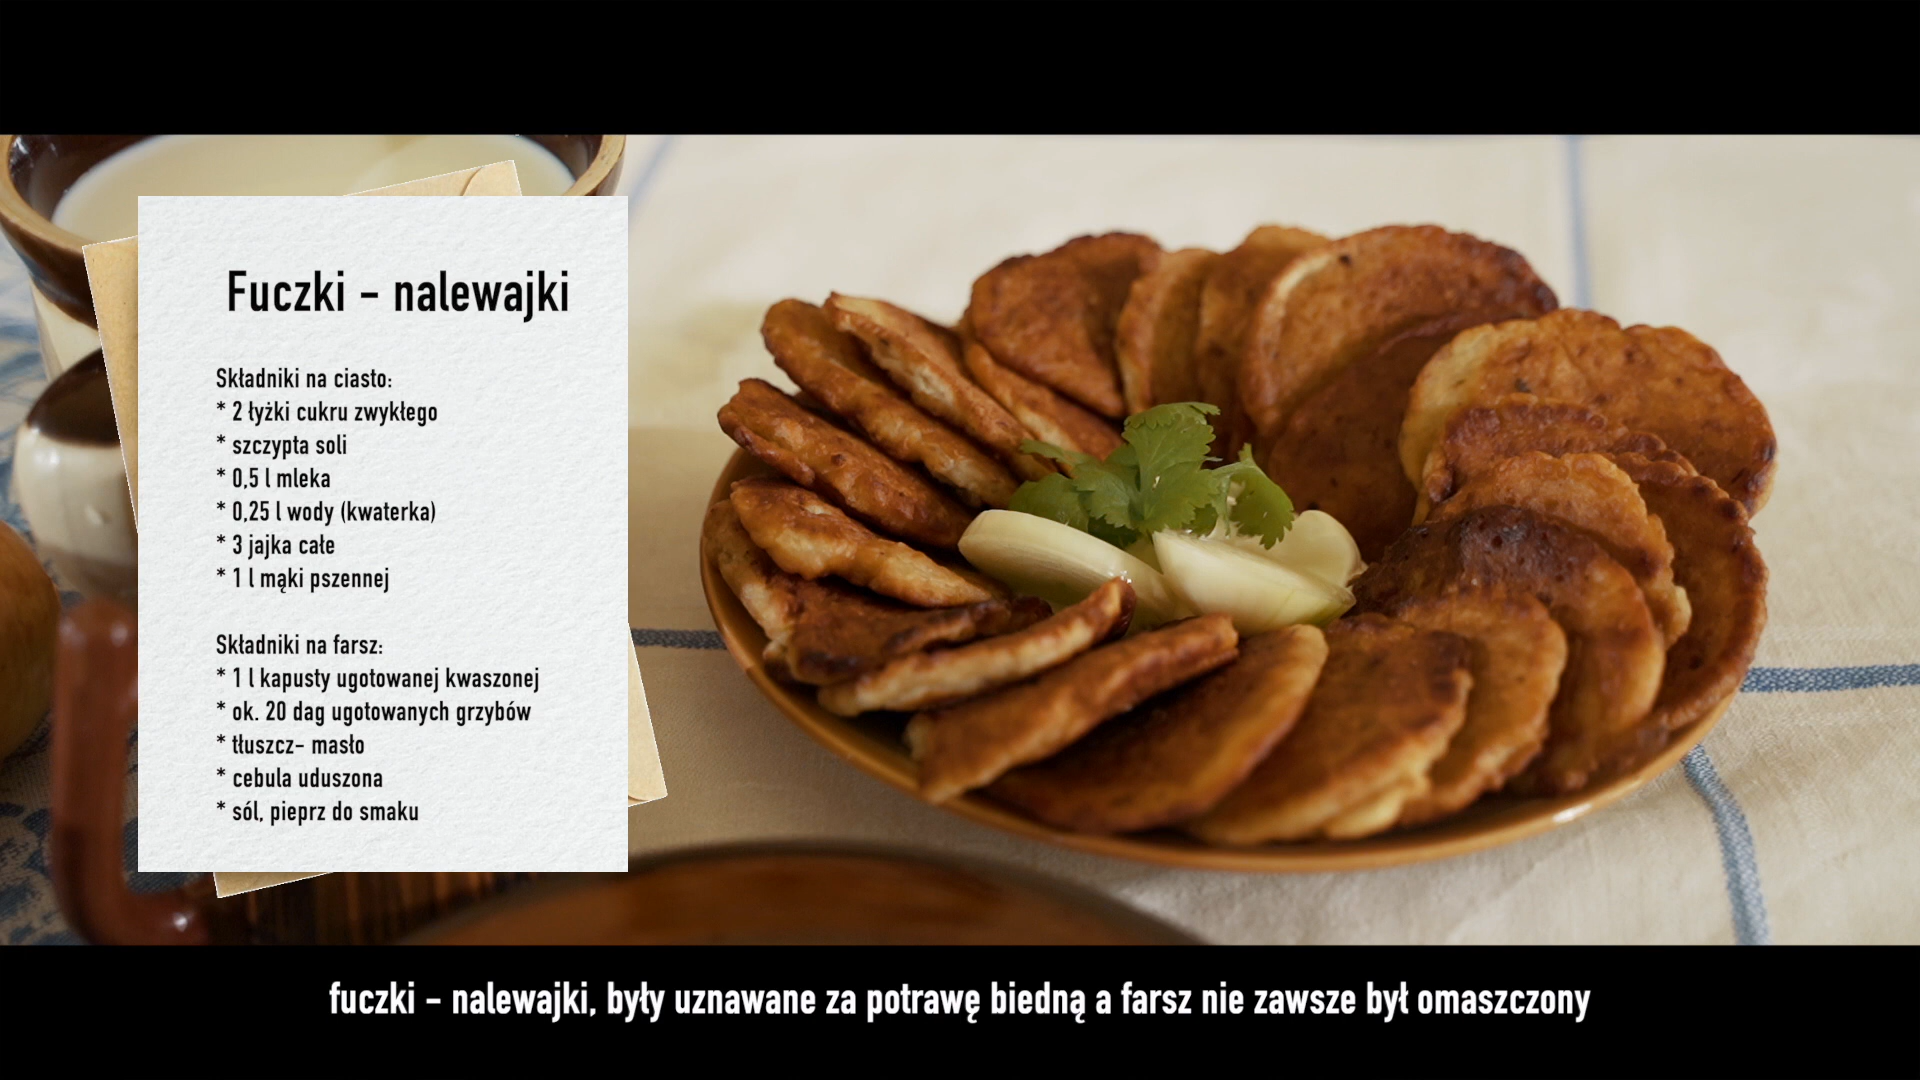 Fuczki – nalewajki
Składniki na ciasto:
* 2 łyżki cukru zwykłego
* szczypta soli
* 0,5 l mleka
* 0,25 l wody (kwaterka)
* 3 jajka całe
* 1 l mąki pszennej
Składniki na farsz:
* 1 l kapusty ugotowanej kwaszonej
* ok. 20 dag ugotowanych grzybów
* tłuszcz- masło
* cebula uduszona
* sól, pieprz do smaku
fuczki – nalewajki, były uznawane za potrawę biedną a farsz nie zawsze był omaszczony